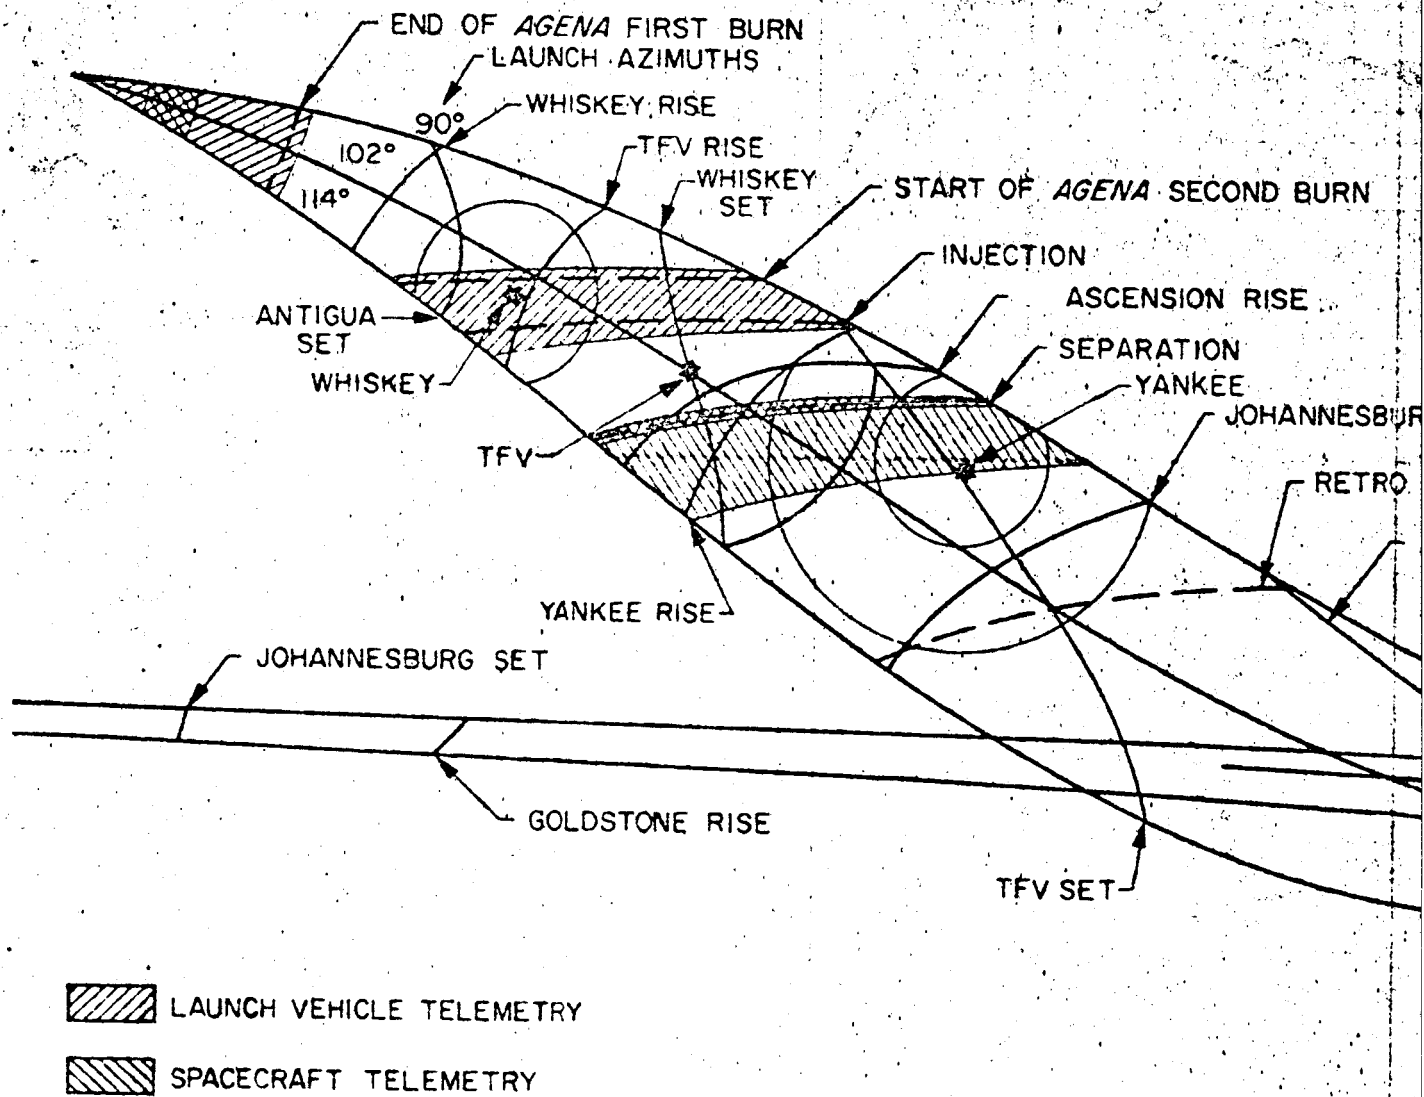 END OF AGENA FIRST BURN
LAUNCH AZIMUTHS
WHISKEY RISE
90°
TFV RISE
102°
WHISKEY
SET
START OF AGENA SECOND BURN
114°
INJECTION
ASCENSION RISE
ANTIGUA
SET
SEPARATION
WHISKEY
YANKEE
JOHANNESBUR
TFV
RETRO
YANKEE RISE
JOHANNESBURG SET
GOLDSTONE RISE
TFV SET
LAUNCH VEHICLE TELEMETRY
SPACECRAFT TELEMETRY